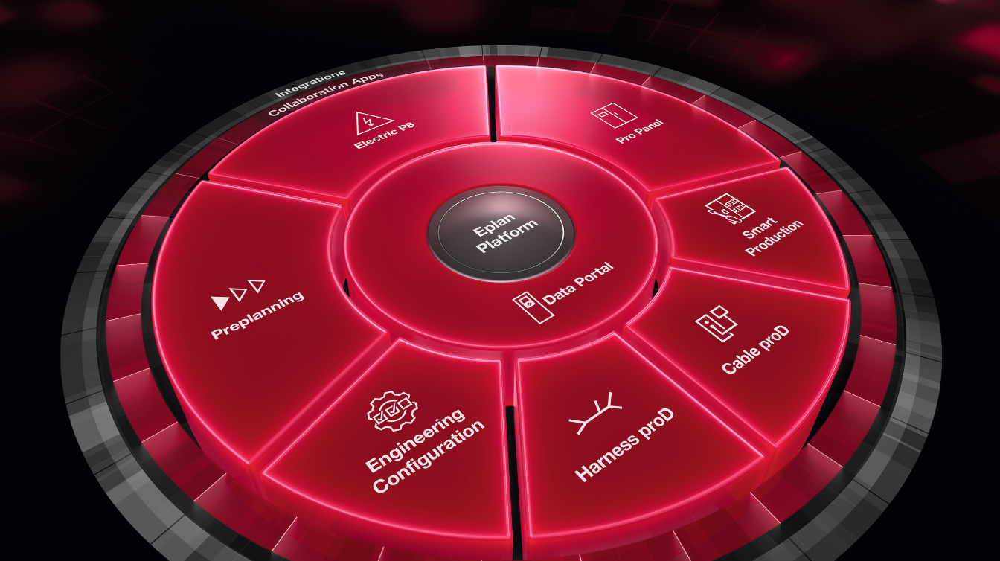 Integrations
Collaboration Apps
Electric P8
Pro Panel
Smart
Production
Eplan
Platform
Data Portal
Preplanning
Cable proD
Engineering
Configuration
Harness proD